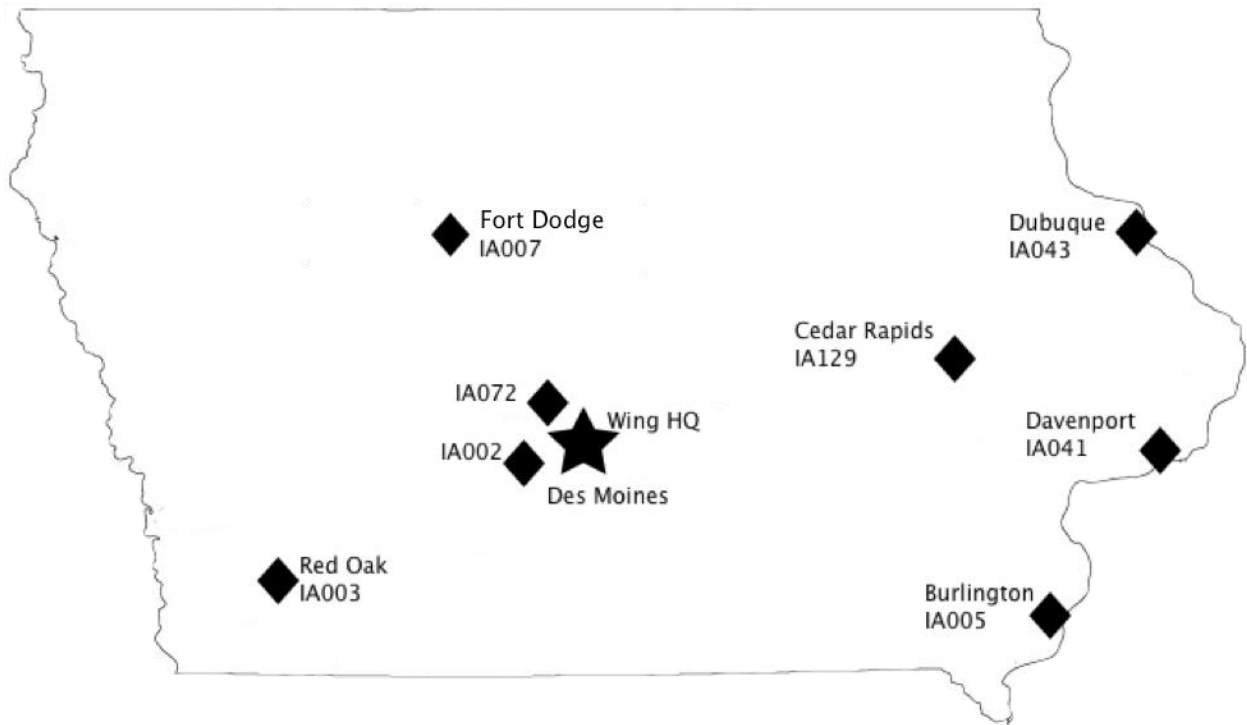 Fort Dodge
IA007
Dubuque
IA043
Cedar Rapids
IA129
IA072
Wing HQ
IA002
Des Moines
Davenport
IA041
Red Oak
IA003
Burlington
IA005